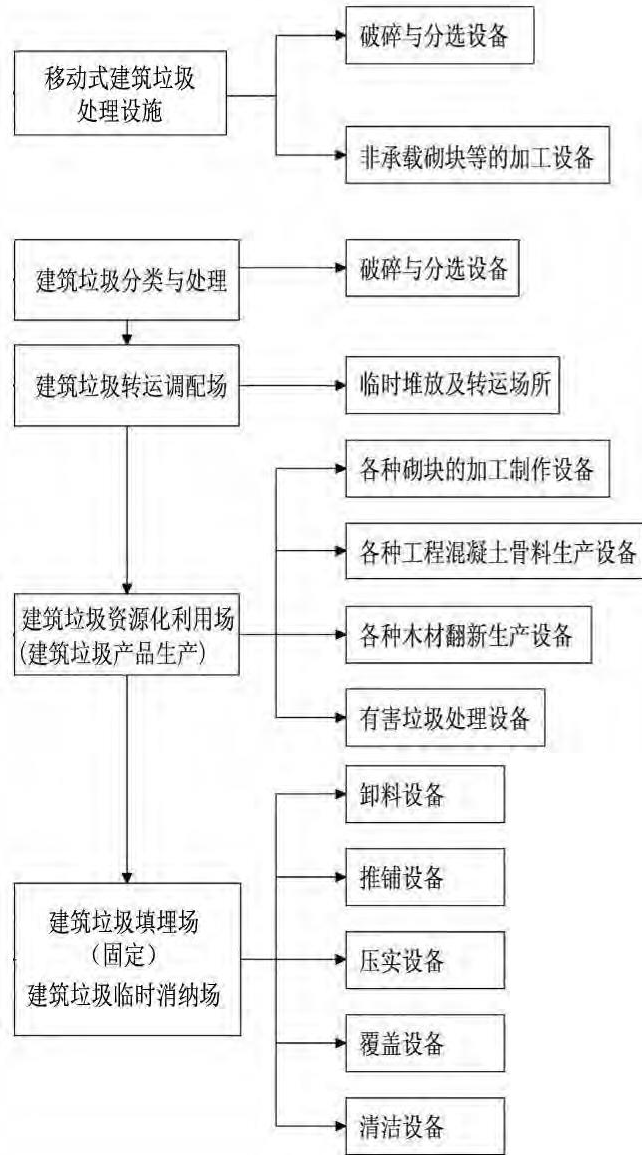 破碎与分选设备
移动式建筑垃圾
处理设施
非承载砌块等的加工设备
建筑垃圾分类与处理
破碎与分选设备
建筑垃圾转运调配场
临时堆放及转运场所
各种砌块的加工制作设备
各种工程混凝土骨料生产设备
建筑垃圾资源化利用场
(建筑垃圾产品生产)
各种木材翻新生产设备
有害垃圾处理设备
卸料设备
推铺设备
建筑垃圾填埋场
（固定）
建筑垃圾临时消纳场
压实设备
覆盖设备
清洁设备